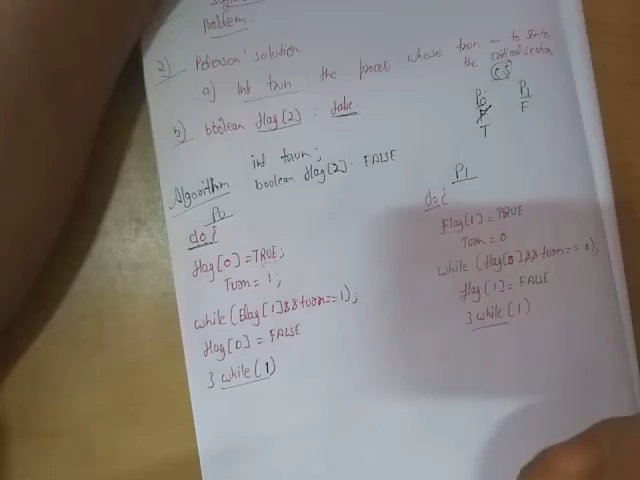 problem.
2) Peterson's solution
a) Int turn the process whose turn is to enter the critical section (CS)
b) boolean flag[2] : false
P0 P1
F F
T
Algorithm int turn;
boolean flag[2] : FALSE
P0
do {
flag[0] = TRUE;
Turn = 1;
while (Flag[1] && turn == 1);
flag[0] = FALSE
} while (1)
P1
do {
Flag[1] = TRUE
Turn = 0
while (flag[0] && turn == 0);
flag[1] = FALSE
} while (1)